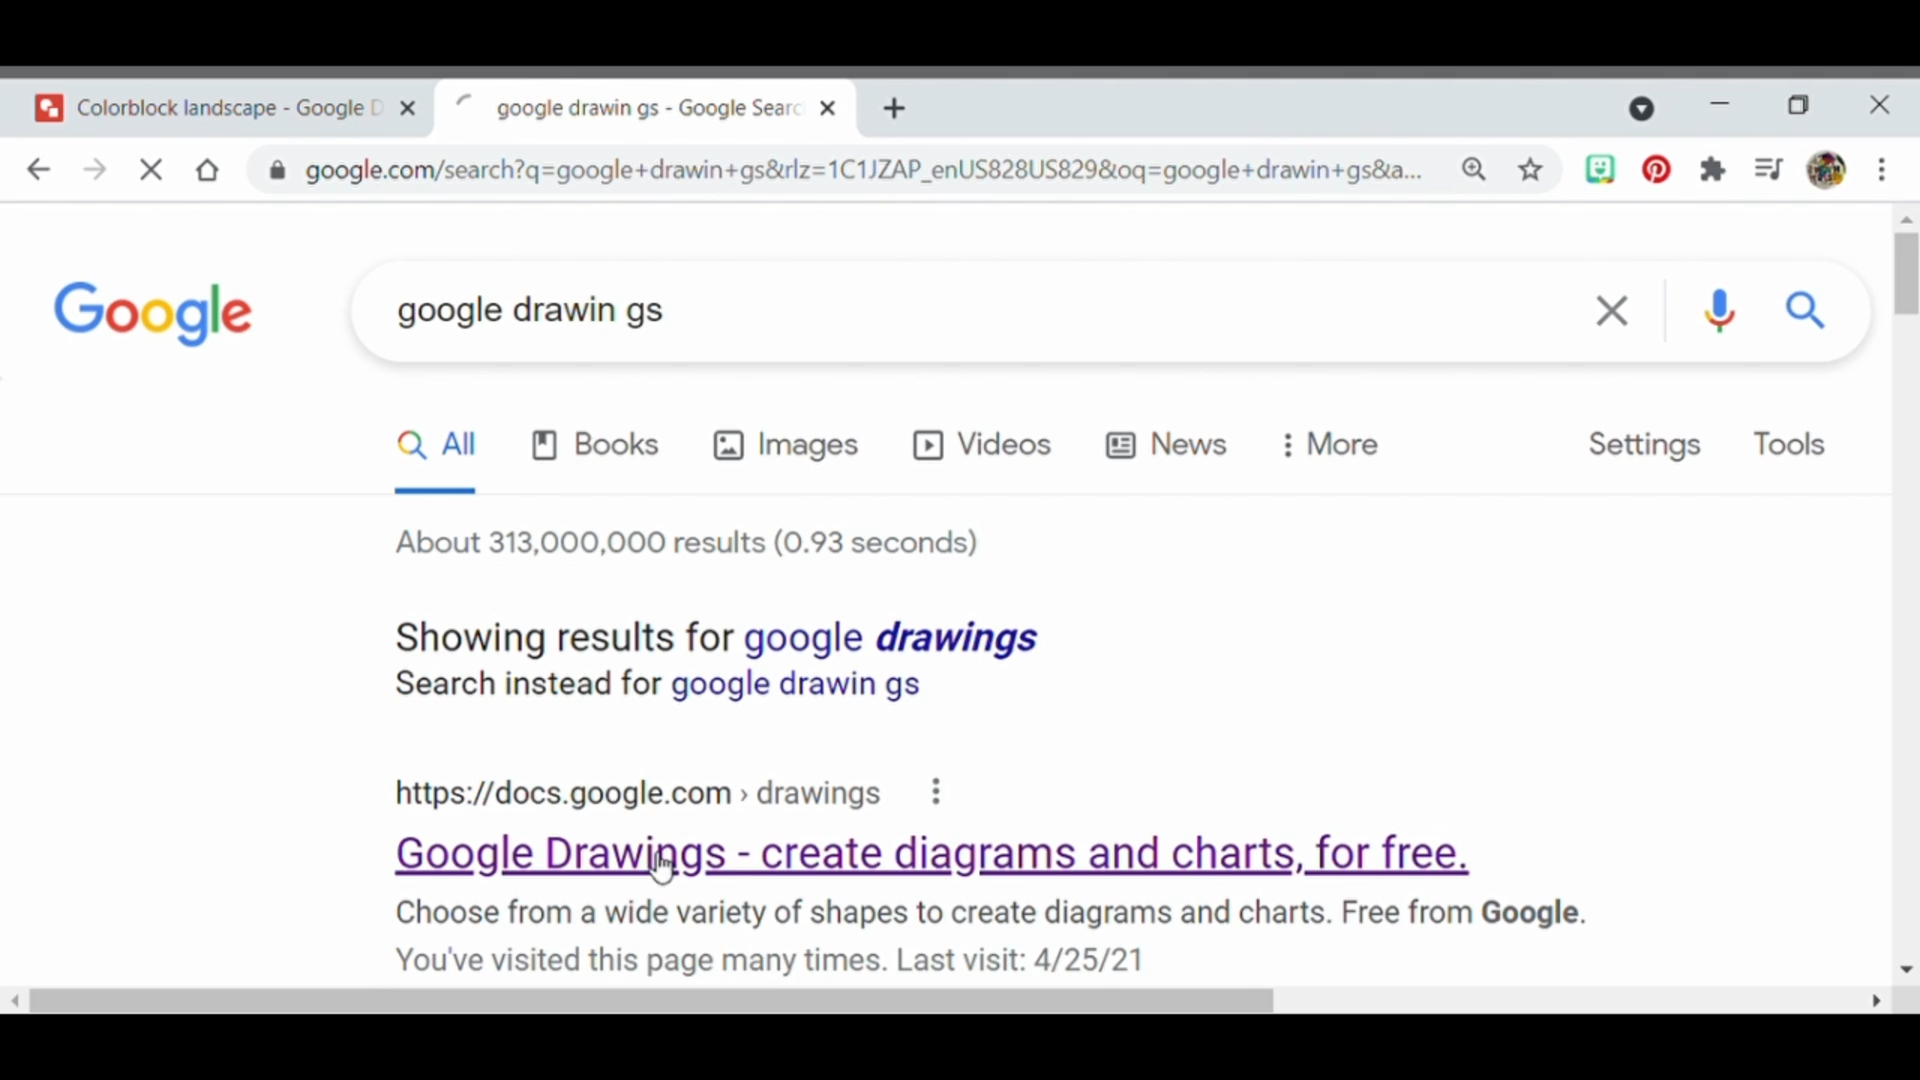 Colorblock landscape - Google D
google drawin gs - Google Searc
google.com/search?q=google+drawin+gs&rlz=1C1JZAP_enUS828US829&oq=google+drawin+gs&a...
Google
google drawin gs
All Books Images Videos News More Settings Tools
About 313,000,000 results (0.93 seconds)
Showing results for google drawings
Search instead for google drawin gs
https://docs.google.com › drawings
Google Drawings - create diagrams and charts, for free.
Choose from a wide variety of shapes to create diagrams and charts. Free from Google.
You've visited this page many times. Last visit: 4/25/21